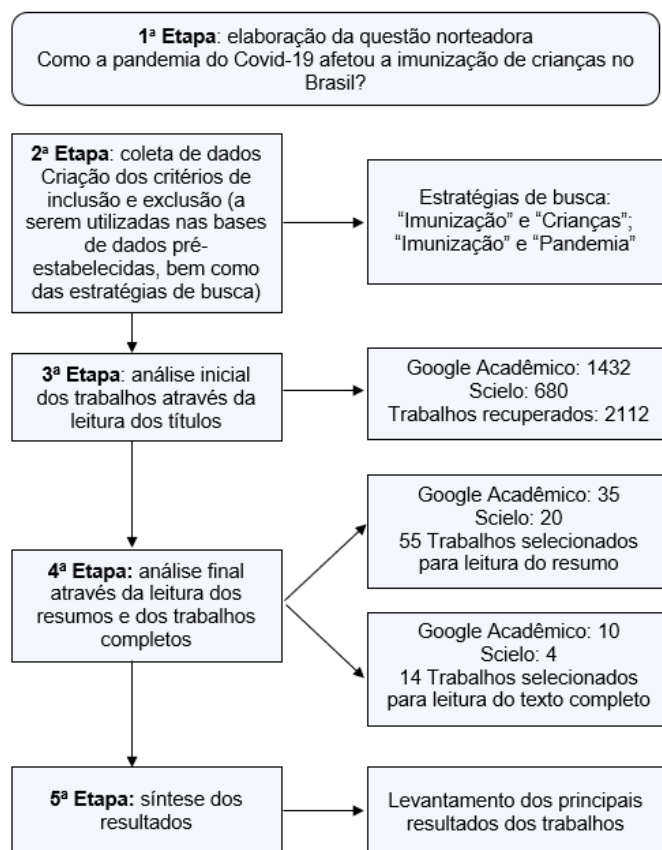 1ª Etapa: elaboração da questão norteadora
Como a pandemia do Covid-19 afetou a imunização de crianças no
Brasil?
2ª Etapa: coleta de dados
Criação dos critérios de
inclusão e exclusão (a
serem utilizadas nas bases
de dados pré-
estabelecidas, bem como
das estratégias de busca)
Estratégias de busca:
“Imunização” e “Crianças”;
“Imunização” e “Pandemia”
3ª Etapa: análise inicial
dos trabalhos através da
leitura dos títulos
Google Acadêmico: 1432
Scielo: 680
Trabalhos recuperados: 2112
4ª Etapa: análise final
através da leitura dos
resumos e dos trabalhos
completos
Google Acadêmico: 35
Scielo: 20
55 Trabalhos selecionados
para leitura do resumo
Google Acadêmico: 10
Scielo: 4
14 Trabalhos selecionados
para leitura do texto completo
5ª Etapa: síntese dos
resultados
Levantamento dos principais
resultados dos trabalhos